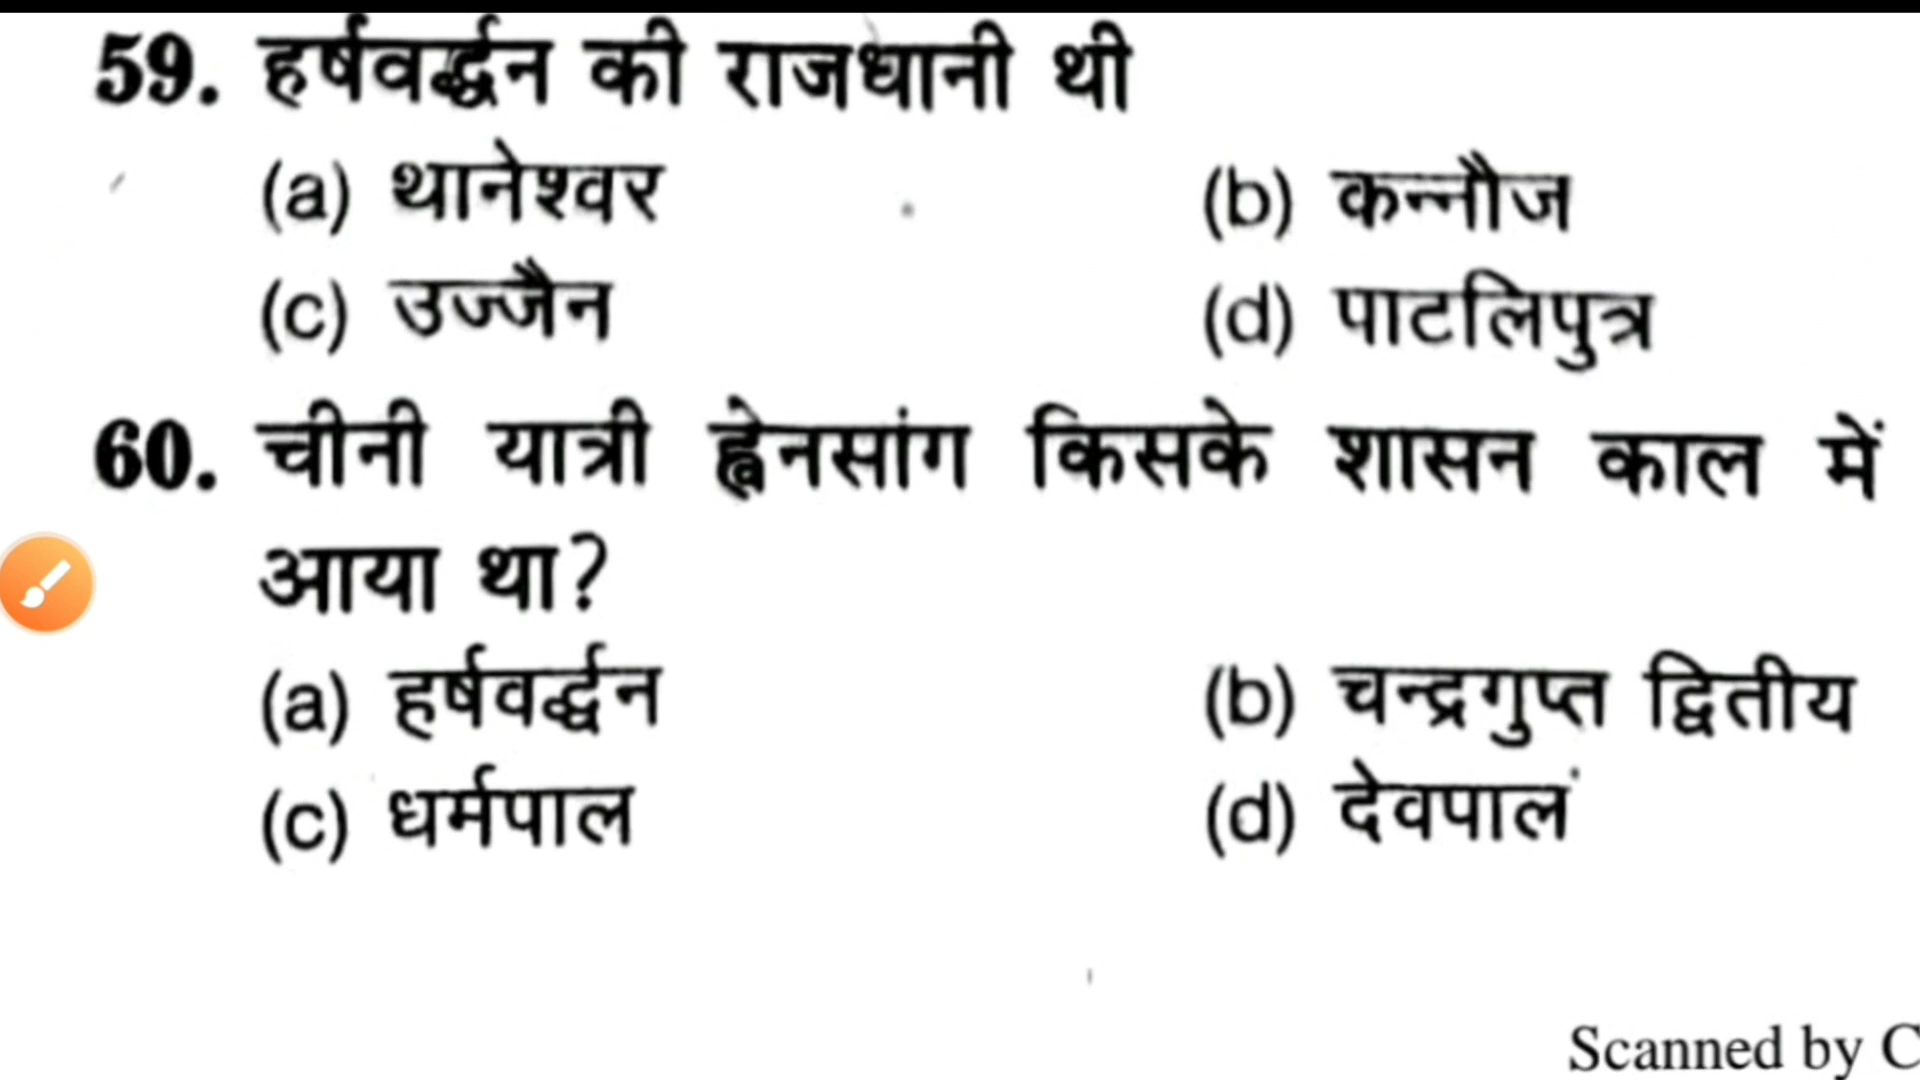 59. हर्षवर्द्धन की राजधानी थी
(a) थानेश्वर (b) कन्नौज
(c) उज्जैन (d) पाटलिपुत्र
60. चीनी यात्री ह्वेनसांग किसके शासन काल में
आया था?
(a) हर्षवर्द्धन (b) चन्द्रगुप्त द्वितीय
(c) धर्मपाल (d) देवपाल
Scanned by C